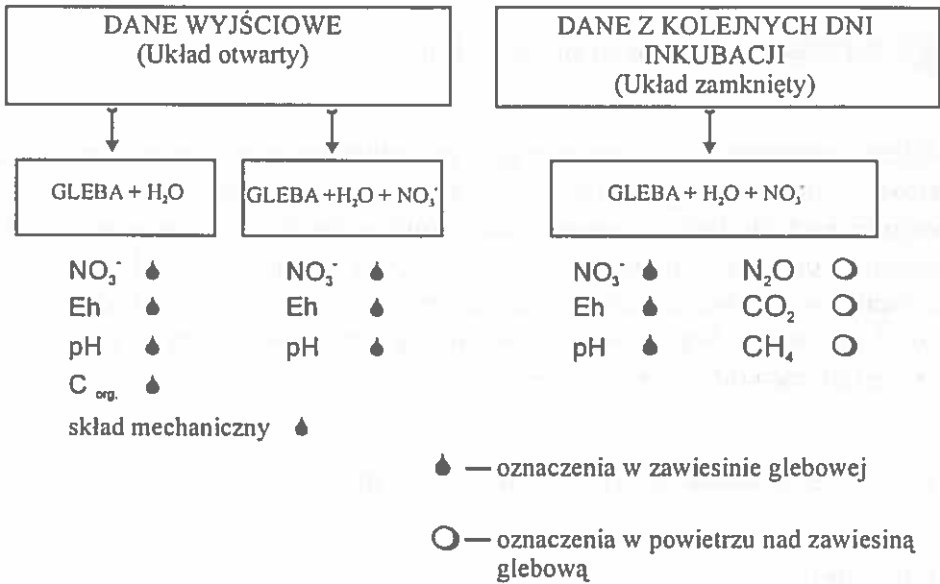 DANE WYJŚCIOWE
(Układ otwarty)
GLEBA + H₂O
GLEBA +H₂O + NO₃⁻
NO₃⁻
Eh
pH
C org.
skład mechaniczny
NO₃⁻
Eh
pH
DANE Z KOLEJNYCH DNI
INKUBACJI
(Układ zamknięty)
GLEBA + H₂O + NO₃⁻
NO₃⁻ N₂O
Eh CO₂
pH CH₄
— oznaczenia w zawiesinie glebowej
— oznaczenia w powietrzu nad zawiesiną
glebową